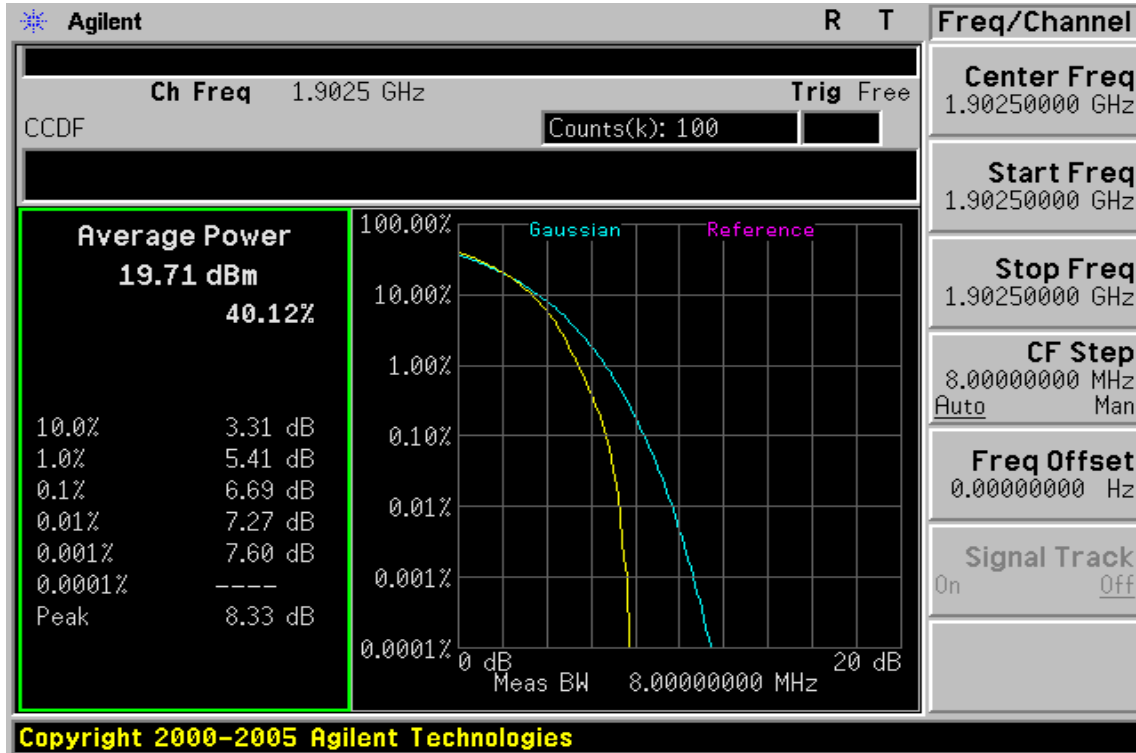 Agilent R T
Ch Freq 1.9025 GHz Trig Free
CCDF Counts(k): 100
Average Power
19.71 dBm
40.12%
10.0% 3.31 dB
1.0% 5.41 dB
0.1% 6.69 dB
0.01% 7.27 dB
0.001% 7.60 dB
0.0001% ----
Peak 8.33 dB
Gaussian Reference
100.00%
10.00%
1.00%
0.10%
0.01%
0.001%
0.0001%
0 dB 20 dB
Meas BW 8.00000000 MHz
Freq/Channel
Center Freq
1.90250000 GHz
Start Freq
1.90250000 GHz
Stop Freq
1.90250000 GHz
CF Step
8.00000000 MHz
Auto Man
Freq Offset
0.00000000 Hz
Signal Track
On Off
Copyright 2000-2005 Agilent Technologies